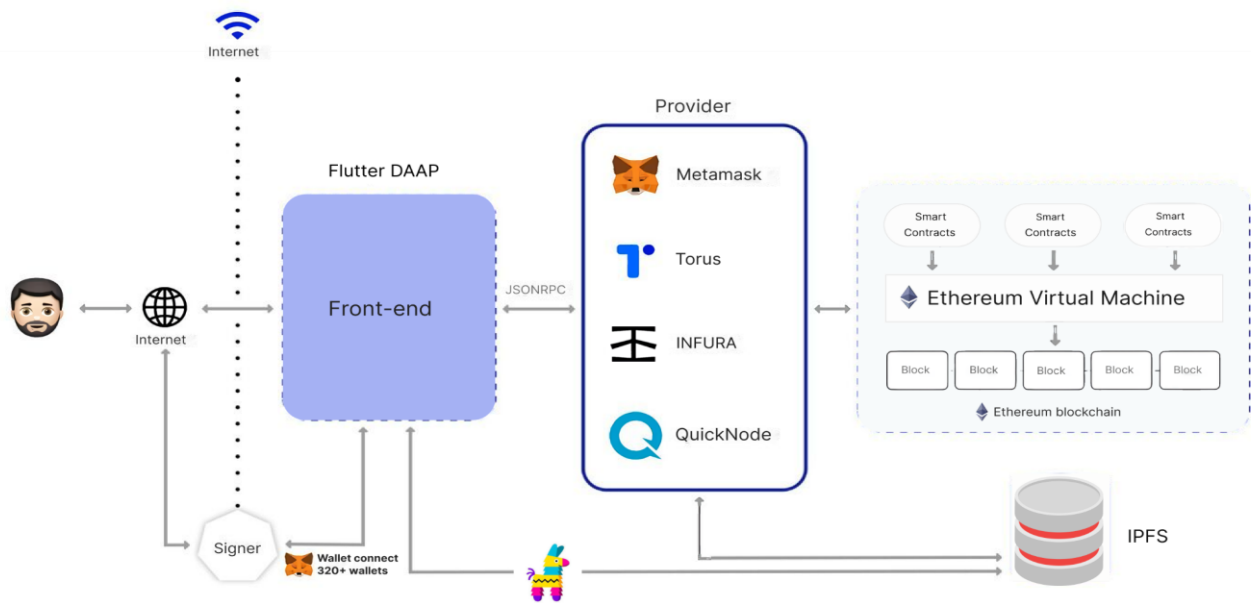 Internet
Provider
Flutter DAAP
Metamask
Smart
Contracts
Smart
Contracts
Smart
Contracts
Torus
JSONRPC
Ethereum Virtual Machine
Front-end
Internet
INFURA
Block
Block
Block
Block
Block
Ethereum blockchain
QuickNode
Signer
Wallet connect
320+ wallets
IPFS